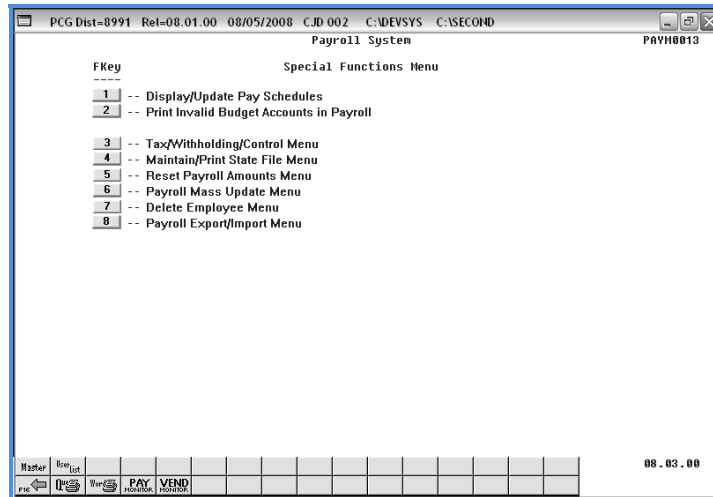 PCG Dist=8991 Rel=08.01.00 08/05/2008 CJD 002 C:\DEVSYS C:\SECOND
Payroll System PAYM0013
FKey Special Functions Menu
----
1 -- Display/Update Pay Schedules
2 -- Print Invalid Budget Accounts in Payroll
3 -- Tax/Withholding/Control Menu
4 -- Maintain/Print State File Menu
5 -- Reset Payroll Amounts Menu
6 -- Payroll Mass Update Menu
7 -- Delete Employee Menu
8 -- Payroll Export/Import Menu
Master User List 08.03.00
F16 QUE PAY MONITOR VEND MONITOR